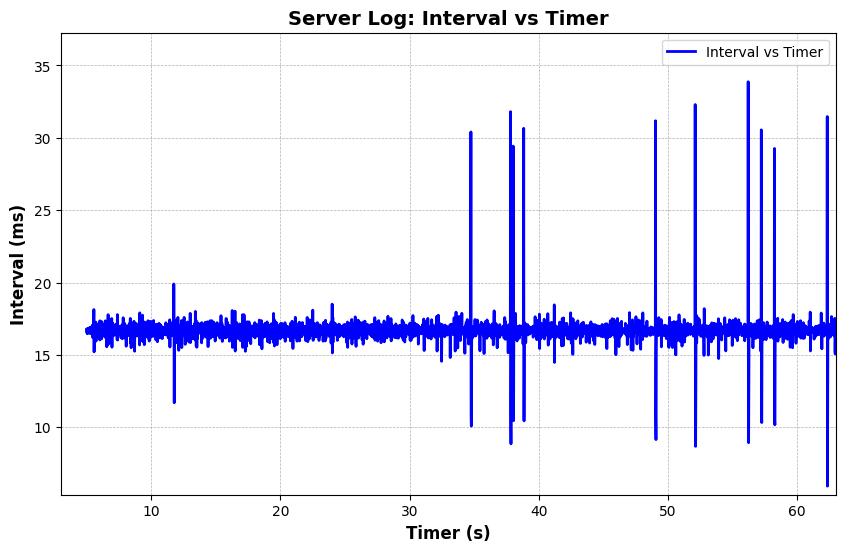 Server Log: Interval vs Timer
Interval vs Timer
35
30
25
20
15
10
Interval (ms)
10 20 30 40 50 60
Timer (s)